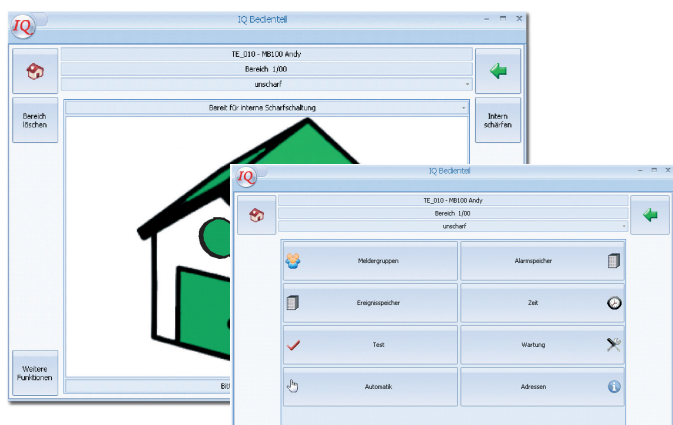 IQ
IQ Bedienteil
TE_010 - MB100 Andy
Bereich 1/00
unscharf
Bereich
löschen
Bereit für interne Scharfschaltung
Intern
schärfen
Weitere
Funktionen
IQ
IQ Bedienteil
TE_010 - MB100 Andy
Bereich 1/00
unscharf
Meldergruppen
Alarmspeicher
Ereignisspeicher
Zeit
Test
Wartung
Automatik
Adressen